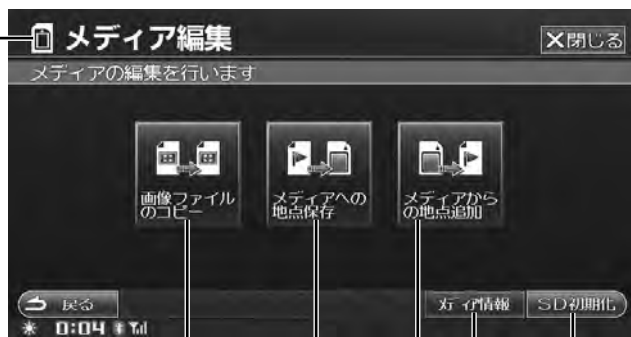 メディア編集
×閉じる
メディアの編集を行います
画像ファイル
のコピー
メディアへの
地点保存
メディアから
の地点追加
戻る
メディア情報
SD初期化
0:04